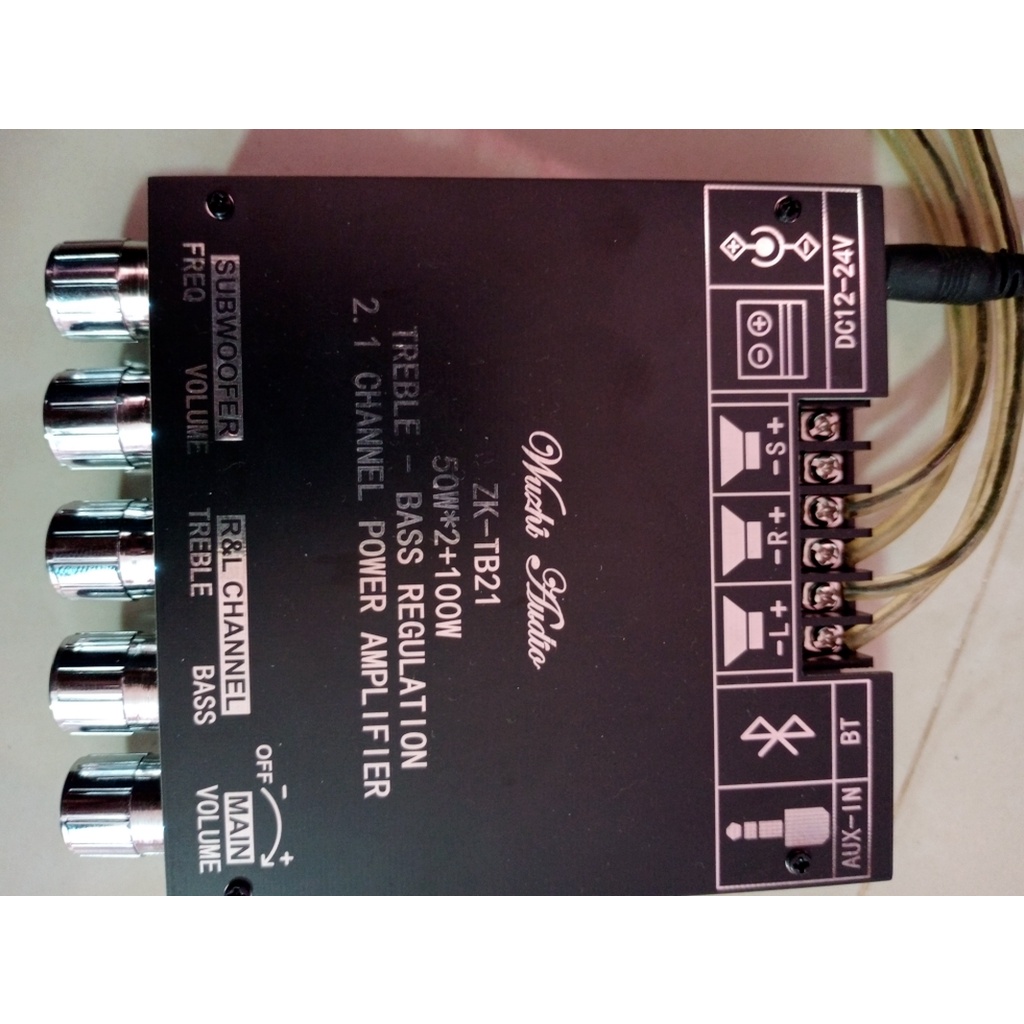 DC12-24V
+ -
+ -
- S +
- R +
- L +
BT
AUX-IN
Wuzhi Audio
ZK-TB21
50W*2+100W
TREBLE - BASS REGULATION
2.1 CHANNEL POWER AMPLIFIER
SUBWOOFER
FREQ VOLUME
R&L CHANNEL
TREBLE BASS
OFF - +
MAIN
VOLUME